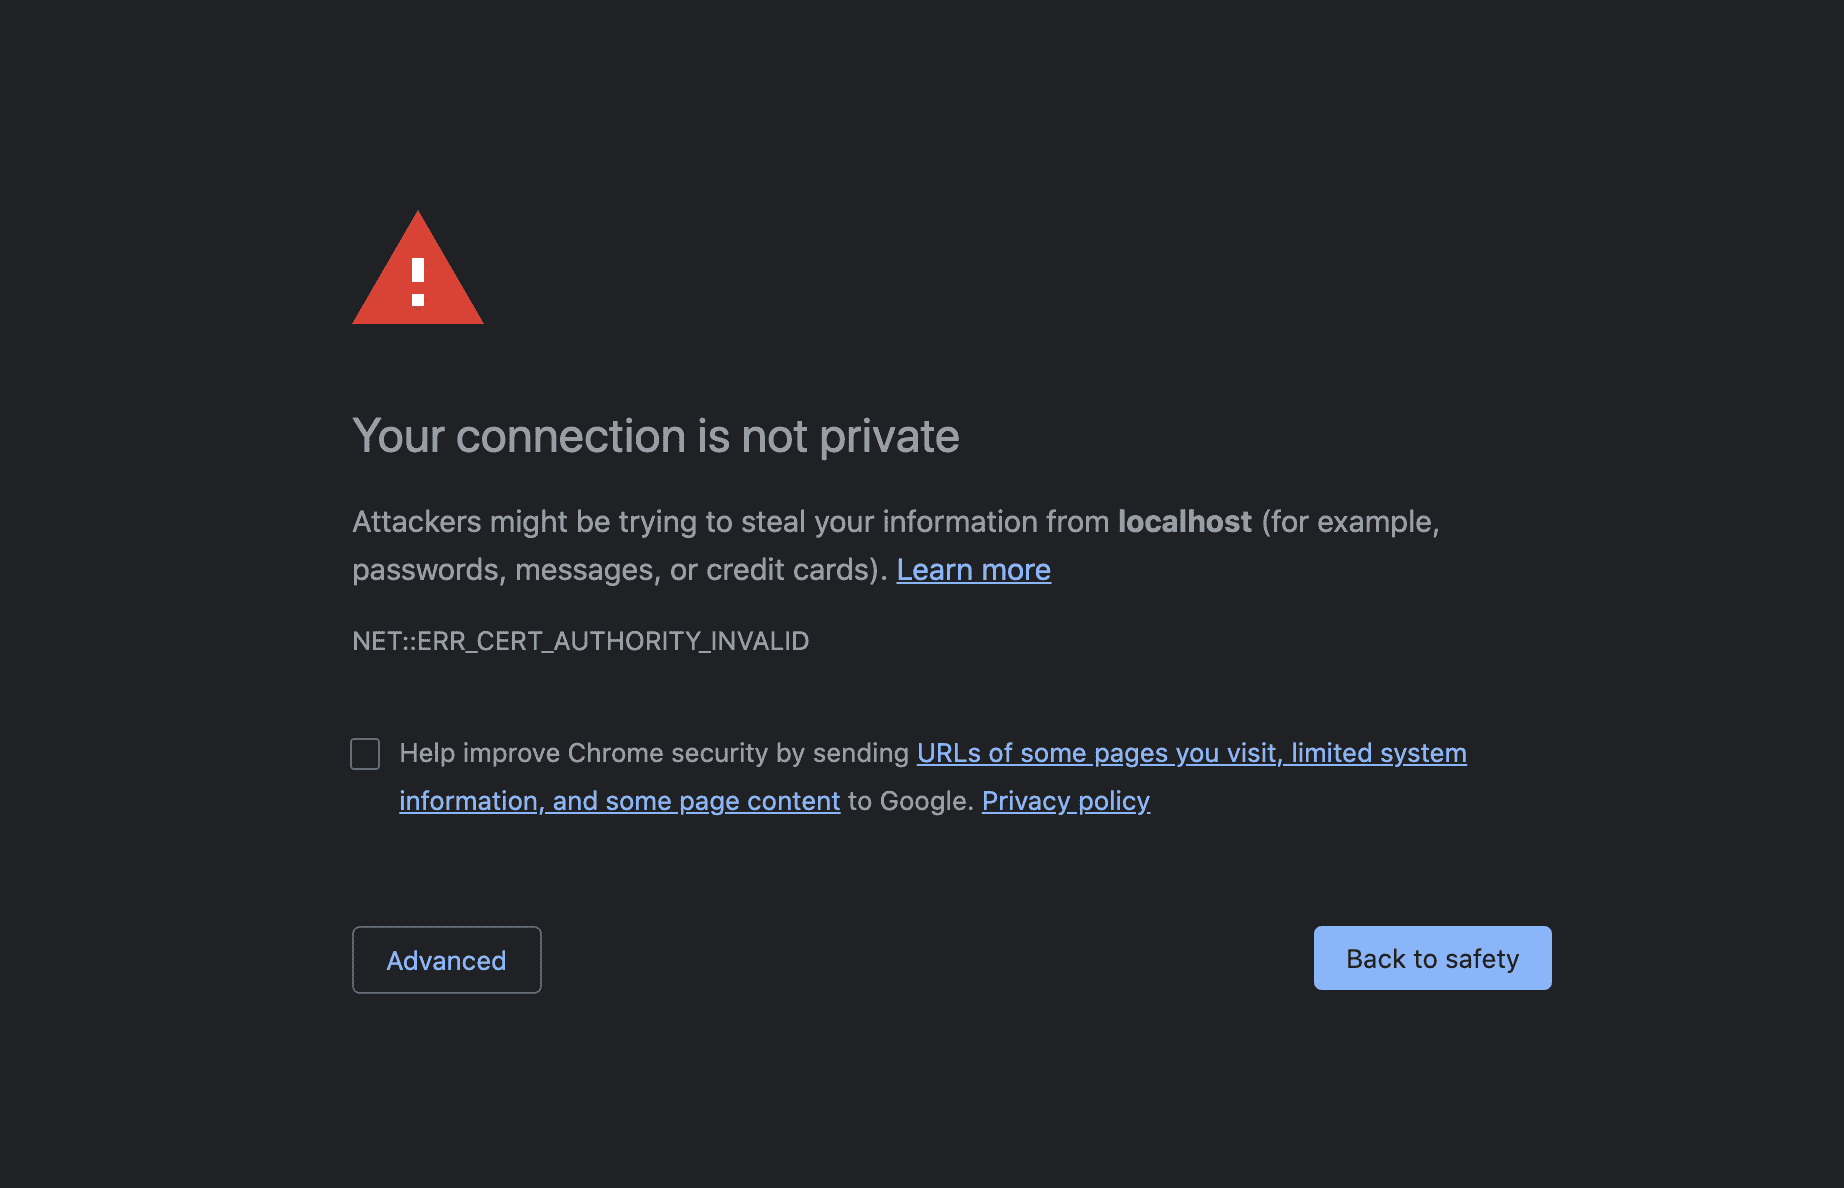 Your connection is not private
Attackers might be trying to steal your information from localhost (for example,
passwords, messages, or credit cards). Learn more
NET::ERR_CERT_AUTHORITY_INVALID
Help improve Chrome security by sending URLs of some pages you visit, limited system
information, and some page content to Google. Privacy policy
Advanced
Back to safety